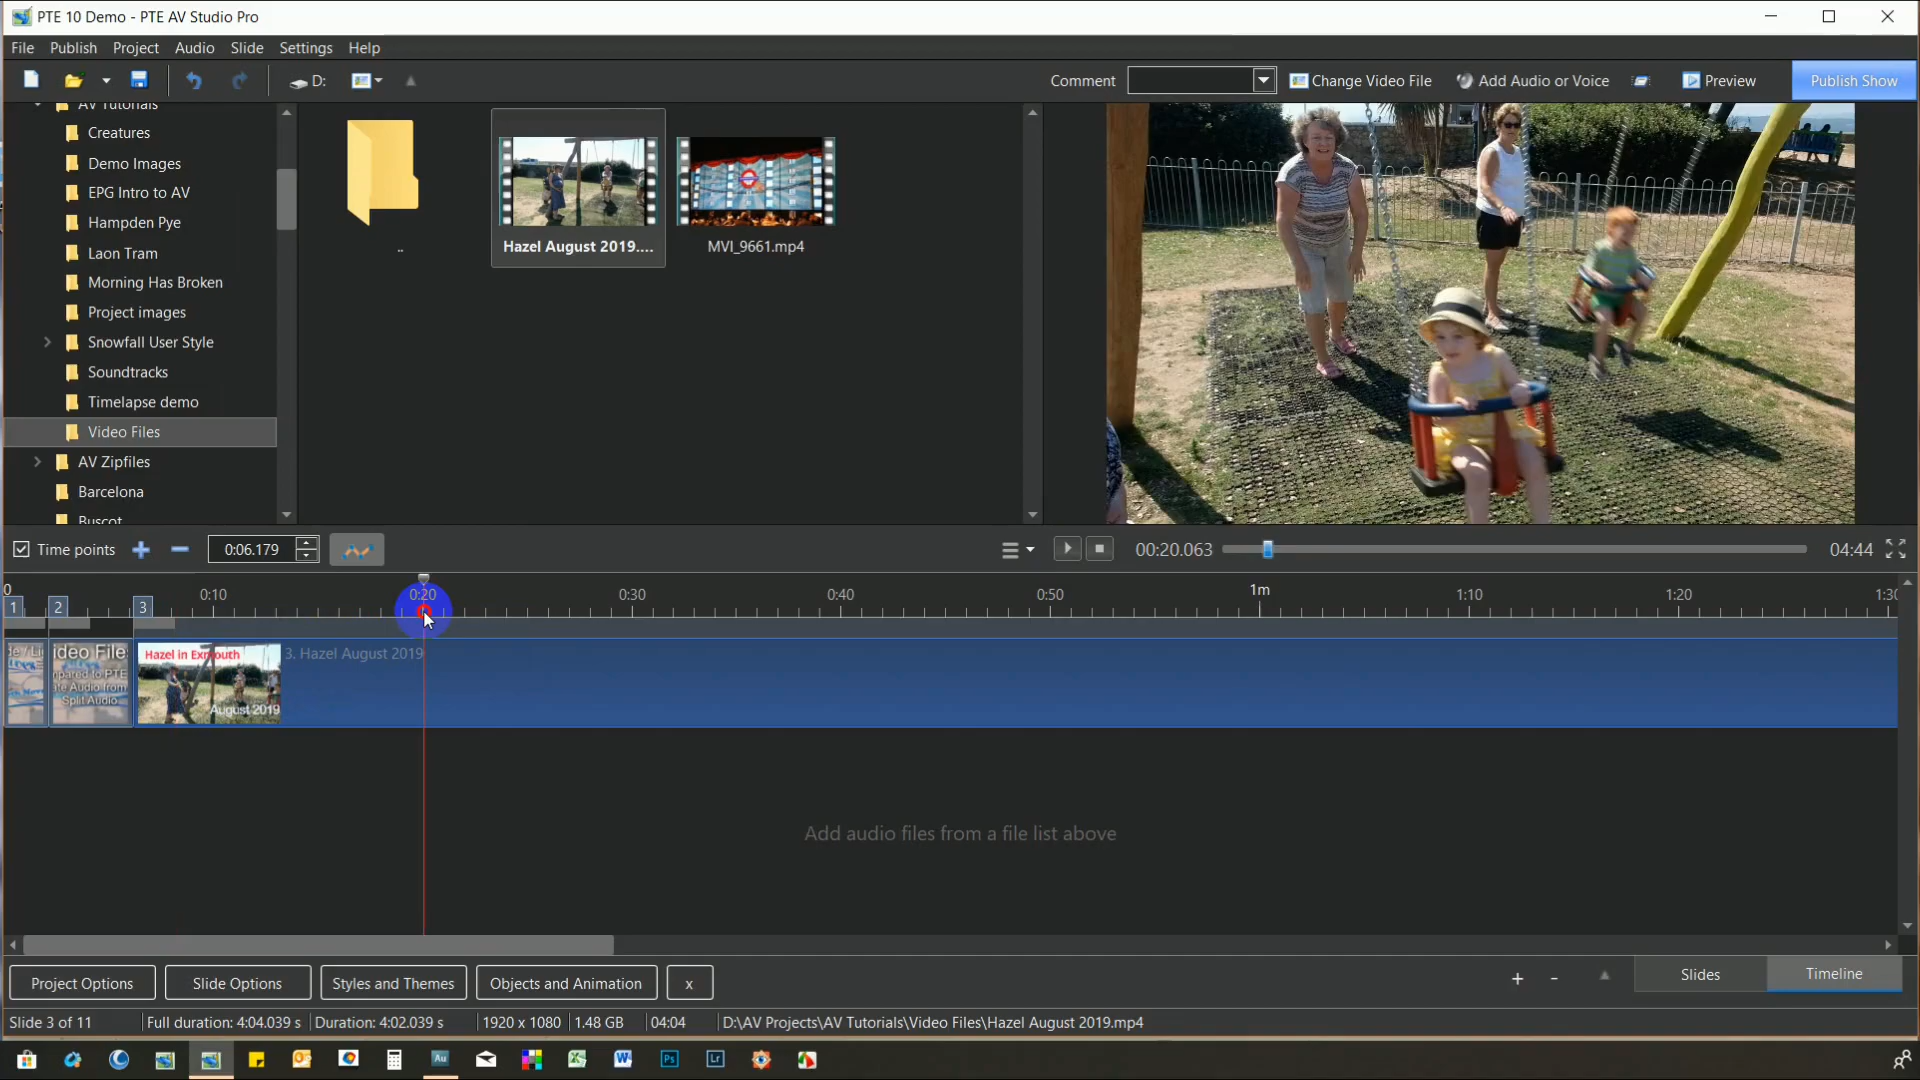 PTE 10 Demo - PTE AV Studio Pro
File Publish Project Audio Slide Settings Help
D: Comment Change Video File Add Audio or Voice Preview Publish Show
AV Tutorials
Creatures
Demo Images
EPG Intro to AV
Hampden Pye
Laon Tram
Morning Has Broken
Project images
Snowfall User Style
Soundtracks
Timelapse demo
Video Files
AV Zipfiles
Barcelona
Buscot
..
Hazel August 2019....
MVI_9661.mp4
Time points 0:06.179 00:20.063 04:44
0 0:10 0:20 0:30 0:40 0:50 1m 1:10 1:20 1:30
1 2 3
ideo File
pared to PTE
te Audio from
Split Audio
Hazel in Exmouth
August 2019
3. Hazel August 2019
Add audio files from a file list above
Project Options Slide Options Styles and Themes Objects and Animation x + - Slides Timeline
Slide 3 of 11 Full duration: 4:04.039 s Duration: 4:02.039 s 1920 x 1080 1.48 GB 04:04 D:\AV Projects\AV Tutorials\Video Files\Hazel August 2019.mp4
Au Ps Lr